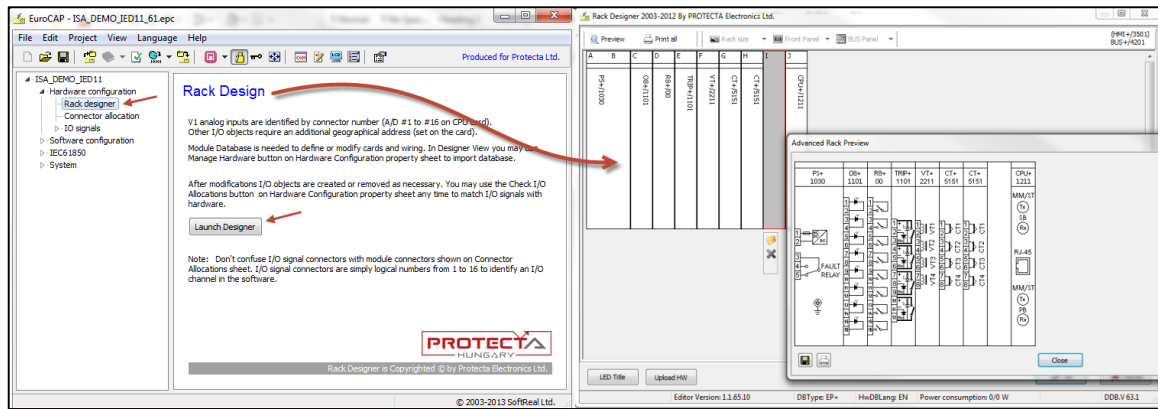 EuroCAP - ISA_DEMO_IED11_61.epc
File Edit Project View Language Help
Produced for Protecta Ltd.
ISA_DEMO_IED11
Hardware configuration
Rack designer
Connector allocation
IO signals
Software configuration
IEC61850
System
Rack Design
V1 analog inputs are identified by connector number (A/D #1 to #16 on CPU card).
Other I/O objects require an additional geographical address (set on the card).
Module Database is needed to define or modify cards and wiring. In Designer View you may use
Manage Hardware button on Hardware Configuration property sheet to import database.
After modifications I/O objects are created or removed as necessary. You may use the Check I/O
Allocations button on Hardware Configuration property sheet any time to match I/O signals with
hardware.
Launch Designer
Note: Don't confuse I/O signal connectors with module connectors shown on Connector
Allocations sheet. I/O signal connectors are simply logical numbers from 1 to 16 to identify an I/O
channel in the software.
PROTECTA
HUNGARY
Rack Designer is Copyrighted © by Protecta Electronics Ltd.
© 2003-2013 SoftReal Ltd.
Rack Designer 2003-2012 By PROTECTA Electronics Ltd.
Preview Print all Rack size Front Panel BUS Panel
(HMI+/3501)
BUS+/4201
A B C D E F G H I J
PS+/1030
O8+/1101
R8+/00
TRIP+/1101
VT+/2211
CT+/5151
CT+/5151
CPU+/1211
Advanced Rack Preview
PS+ O8+ R8+ TRIP+ VT+ CT+ CT+ CPU+
1030 1101 00 1101 2211 5151 5151 1211
MM/ST
Tx
SB
Rx
RJ-45
MM/ST
Tx
PB
Rx
FAULT
RELAY
VT1
VT2
VT3
VT4
CT1
CT2
CT3
CT4
CT1
CT2
CT3
CT4
Close
LED Title Upload HW
Editor Version: 1.1.65.10 DBType: EP+ HwDBLang: EN Power consumption: 0/0 W DDB.V 63.1